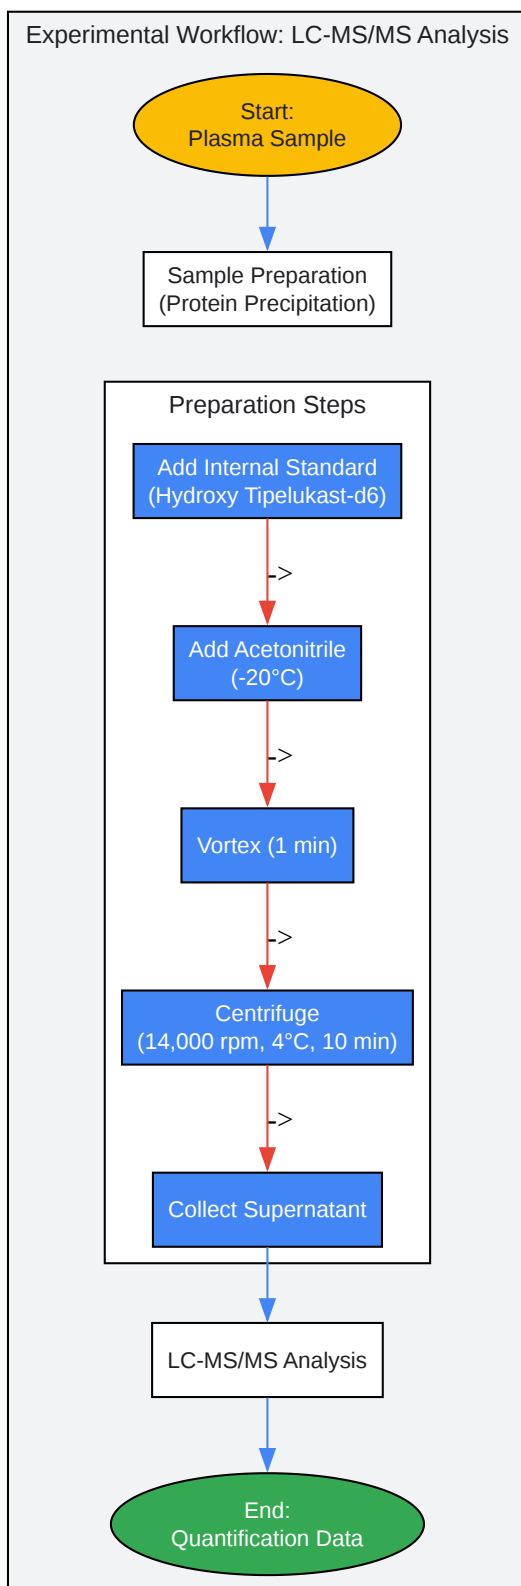 Experimental Workflow: LC-MS/MS Analysis
Start:
Plasma Sample
Sample Preparation
(Protein Precipitation)
Preparation Steps
Add Internal Standard
(Hydroxy Tipelukast-d6)
->
Add Acetonitrile
(-20°C)
->
Vortex (1 min)
->
Centrifuge
(14,000 rpm, 4°C, 10 min)
->
Collect Supernatant
LC-MS/MS Analysis
End:
Quantification Data